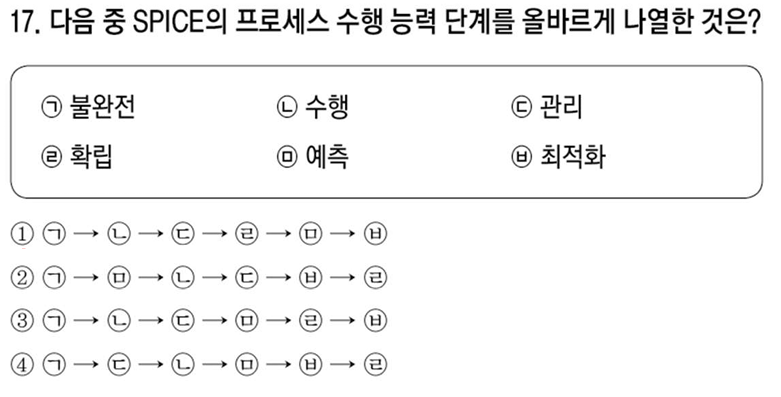 17. 다음 중 SPICE의 프로세스 수행 능력 단계를 올바르게 나열한 것은?
㉠ 불완전 ㉡ 수행 ㉢ 관리
㉣ 확립 ㉤ 예측 ㉥ 최적화
① ㉠ → ㉡ → ㉢ → ㉣ → ㉤ → ㉥
② ㉠ → ㉤ → ㉡ → ㉢ → ㉥ → ㉣
③ ㉠ → ㉡ → ㉢ → ㉤ → ㉣ → ㉥
④ ㉠ → ㉢ → ㉡ → ㉤ → ㉥ → ㉣